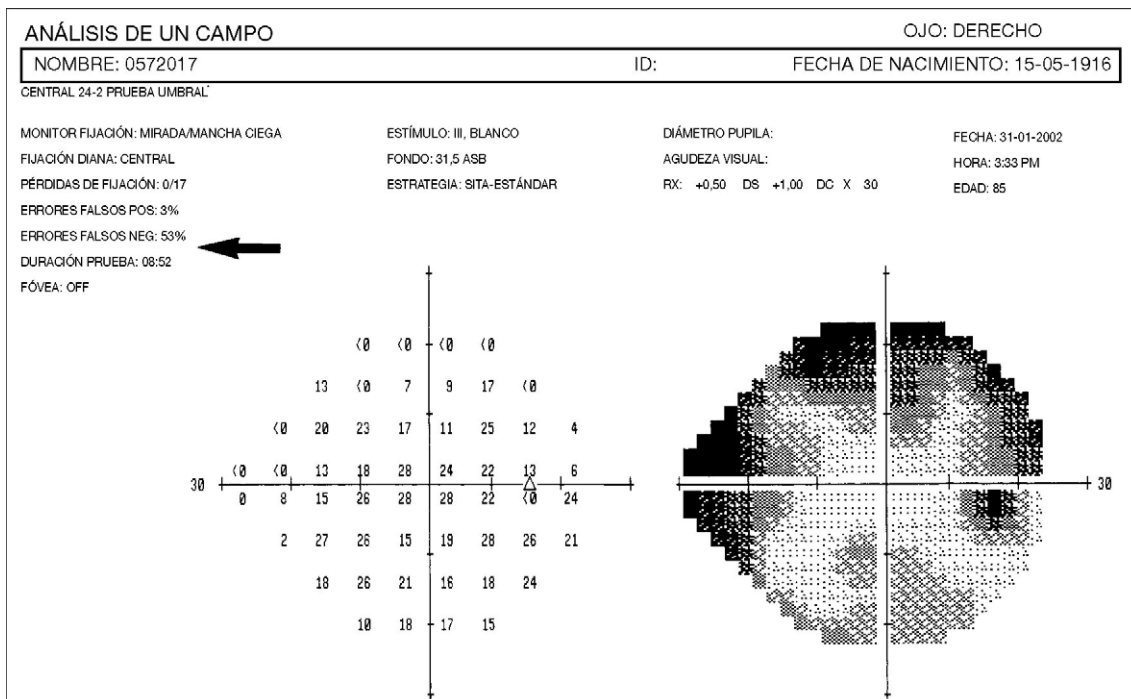 ANÁLISIS DE UN CAMPO OJO: DERECHO
NOMBRE: 0572017 ID: FECHA DE NACIMIENTO: 15-05-1916
CENTRAL 24-2 PRUEBA UMBRAL
MONITOR FIJACIÓN: MIRADA/MANCHA CIEGA ESTÍMULO: III, BLANCO DIÁMETRO PUPILA: FECHA: 31-01-2002
FIJACIÓN DIANA: CENTRAL FONDO: 31,5 ASB AGUDEZA VISUAL: HORA: 3:33 PM
PÉRDIDAS DE FIJACIÓN: 0/17 ESTRATEGIA: SITA-ESTÁNDAR RX: +0,50 DS +1,00 DC X 30 EDAD: 85
ERRORES FALSOS POS: 3%
ERRORES FALSOS NEG: 53%
DURACIÓN PRUEBA: 08:52
FÓVEA: OFF
<0 <0 <0 <0
13 <0 7 9 17 <0
<0 20 23 17 11 25 12 4
<0 <0 13 18 28 24 22 13 6
30 30
0 8 15 26 28 28 22 <0 24
2 27 26 15 19 28 26 21
18 26 21 16 18 24
10 18 17 15